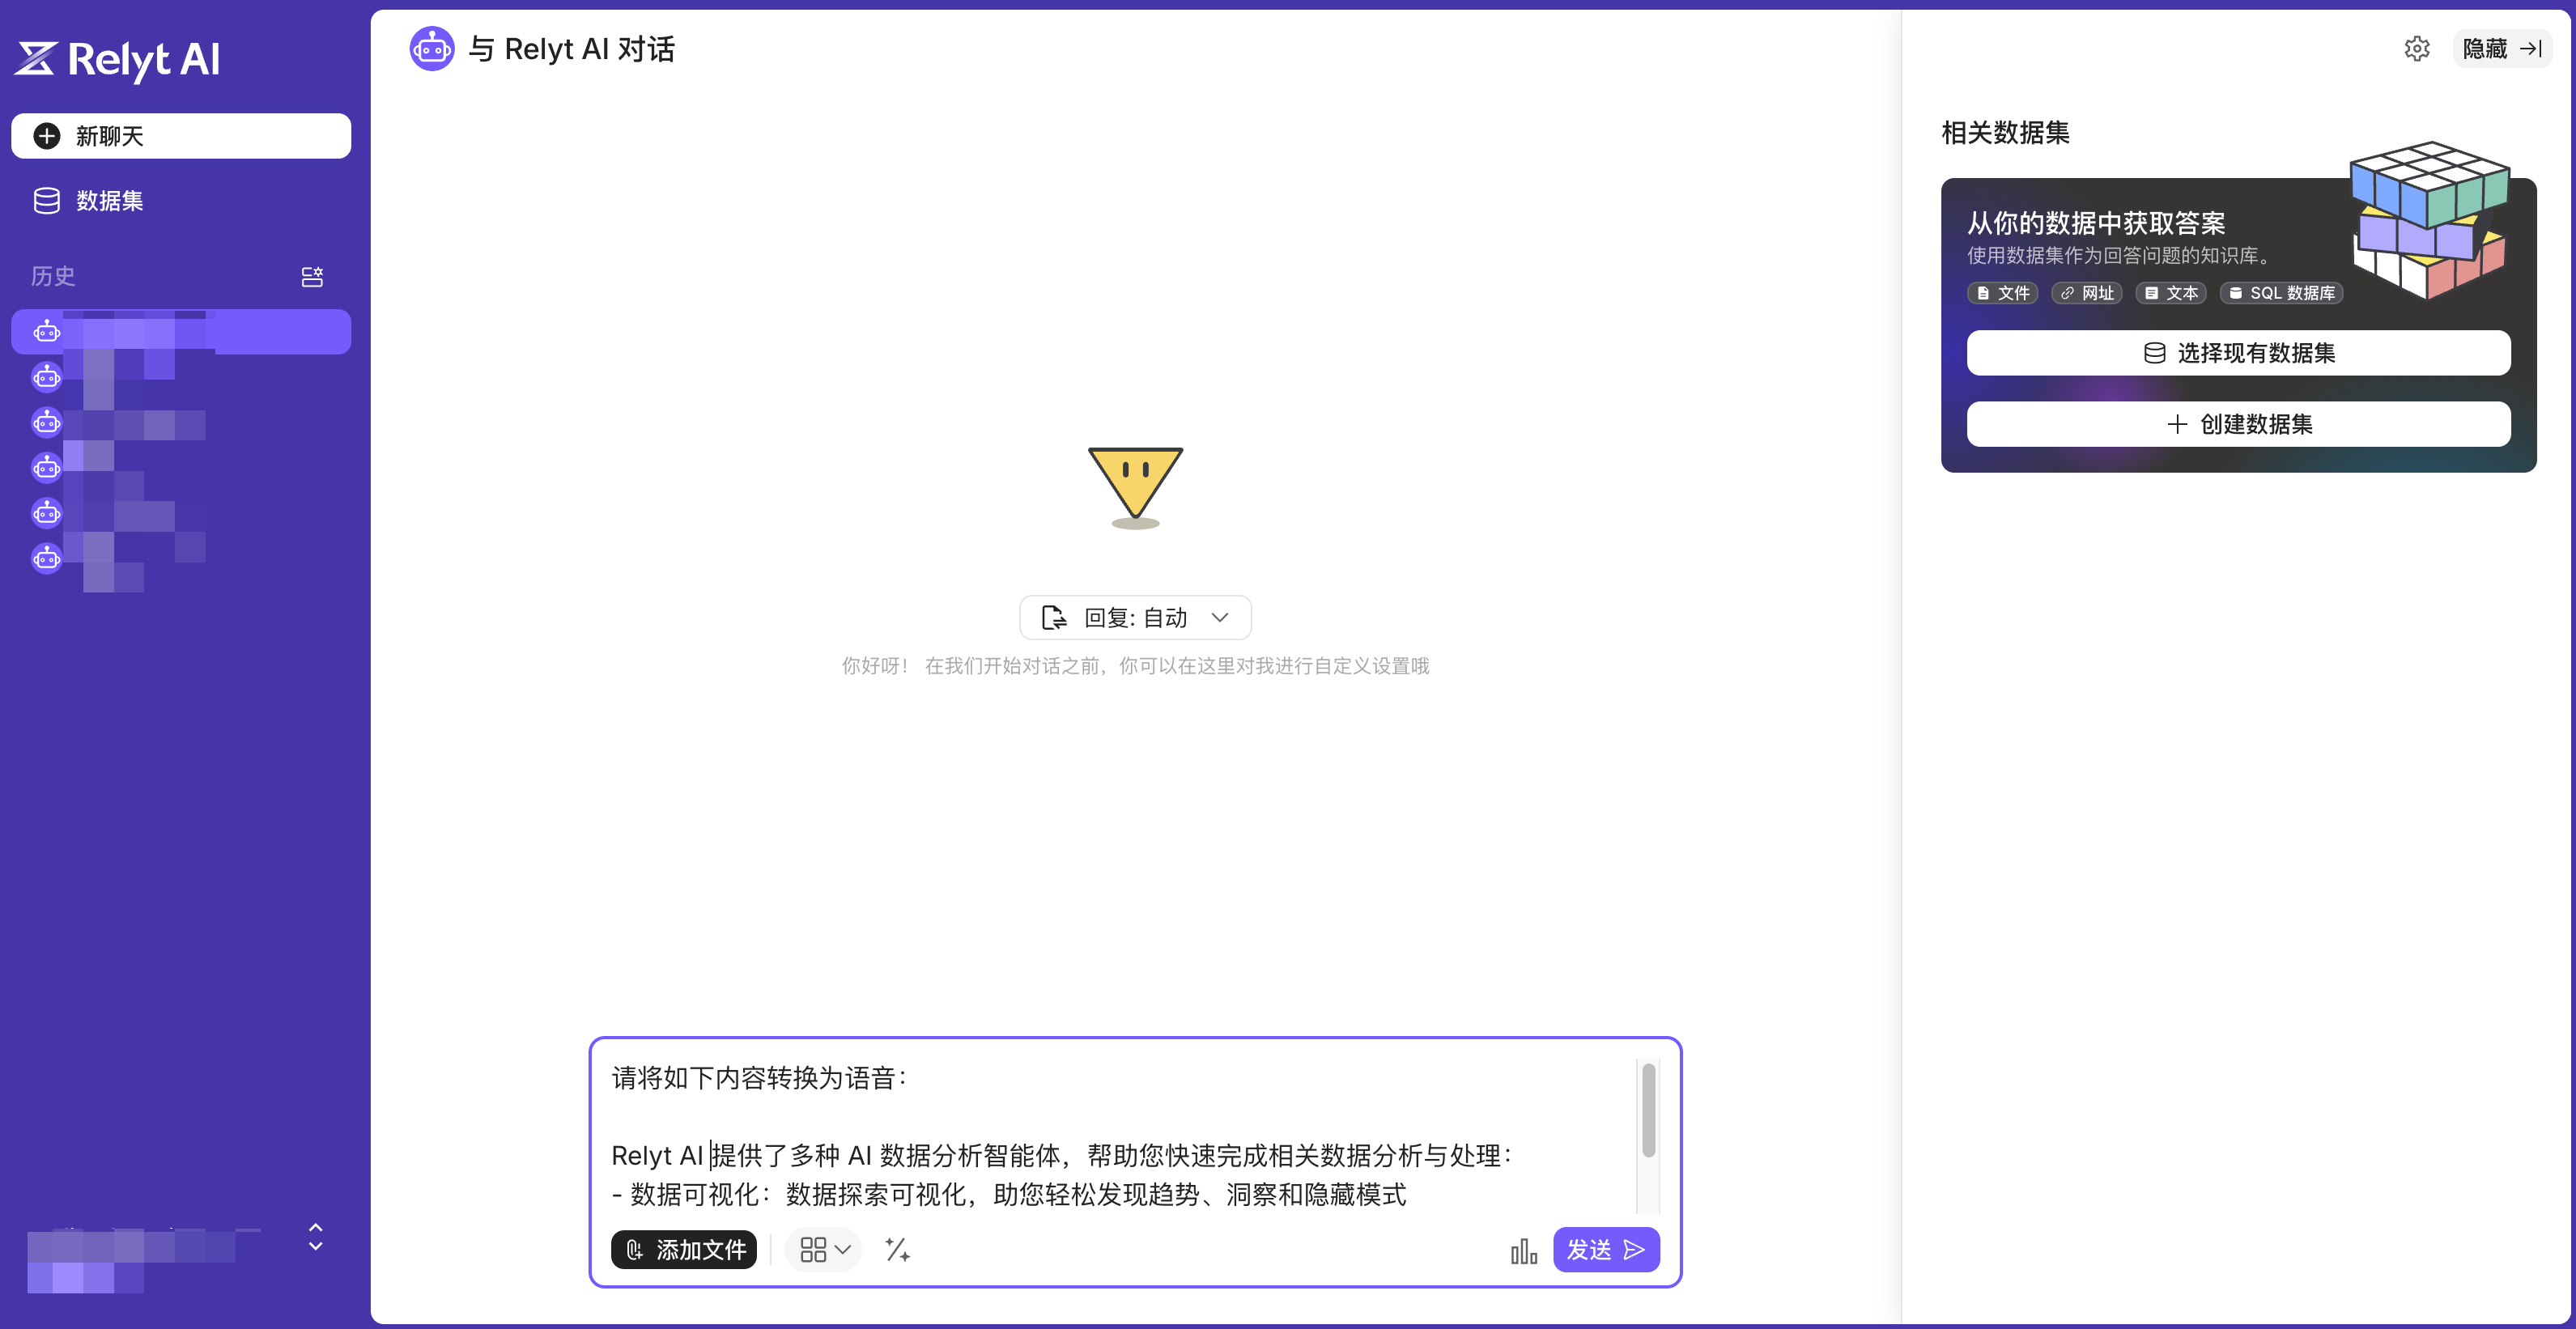 Relyt AI
新聊天
数据集
历史
与 Relyt AI 对话
回复: 自动
你好呀！ 在我们开始对话之前，你可以在这里对我进行自定义设置哦
请将如下内容转换为语音：
Relyt AI 提供了多种 AI 数据分析智能体，帮助您快速完成相关数据分析与处理：
- 数据可视化：数据探索可视化，助您轻松发现趋势、洞察和隐藏模式
添加文件
发送
隐藏
相关数据集
从你的数据中获取答案
使用数据集作为回答问题的知识库。
文件 网址 文本 SQL 数据库
选择现有数据集
创建数据集